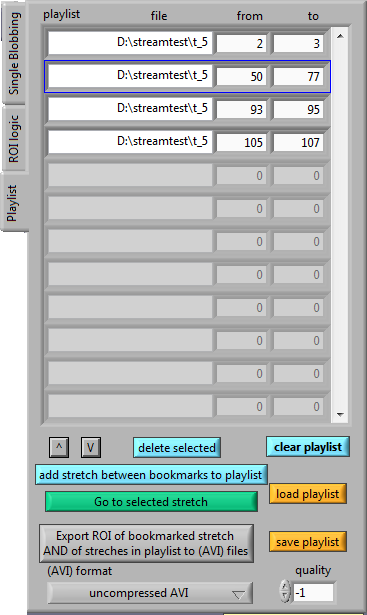 Single Blobbing
ROI logic
Playlist
playlist file from to
D:\streamtest\t_5 2 3
D:\streamtest\t_5 50 77
D:\streamtest\t_5 93 95
D:\streamtest\t_5 105 107
0 0
0 0
0 0
0 0
0 0
0 0
0 0
0 0
^ V delete selected clear playlist
add stretch between bookmarks to playlist
load playlist
Go to selected stretch
Export ROI of bookmarked stretch
AND of streches in playlist to (AVI) files
save playlist
(AVI) format quality
uncompressed AVI -1